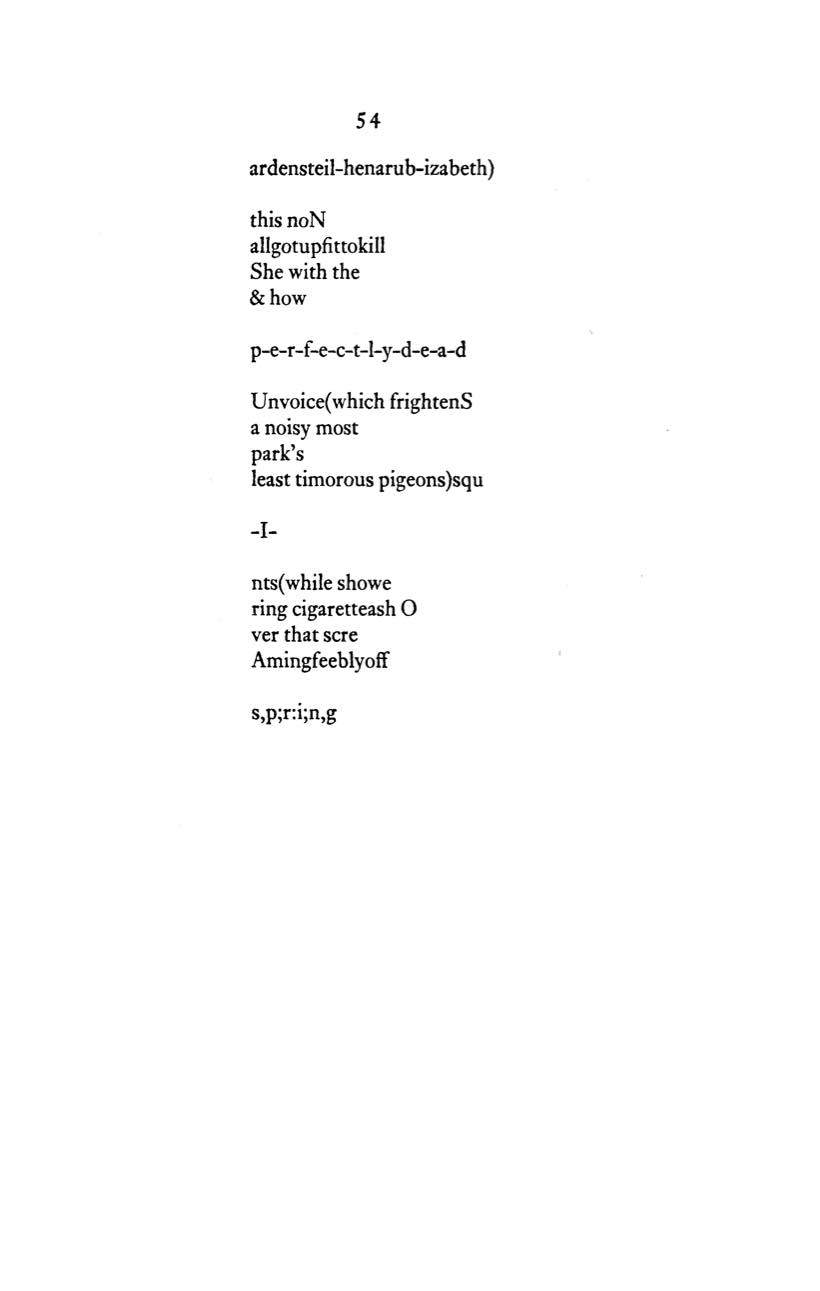 54
ardensteil-henarub-izabeth)
this noN
allgotupfittokill
She with the
& how
p-e-r-f-e-c-t-l-y-d-e-a-d
Unvoice(which frightenS
a noisy most
park's
least timorous pigeons)squ
-I-
nts(while showe
ring cigaretteash O
ver that scre
Amingfeeblyoff
s,p;r:i;n,g